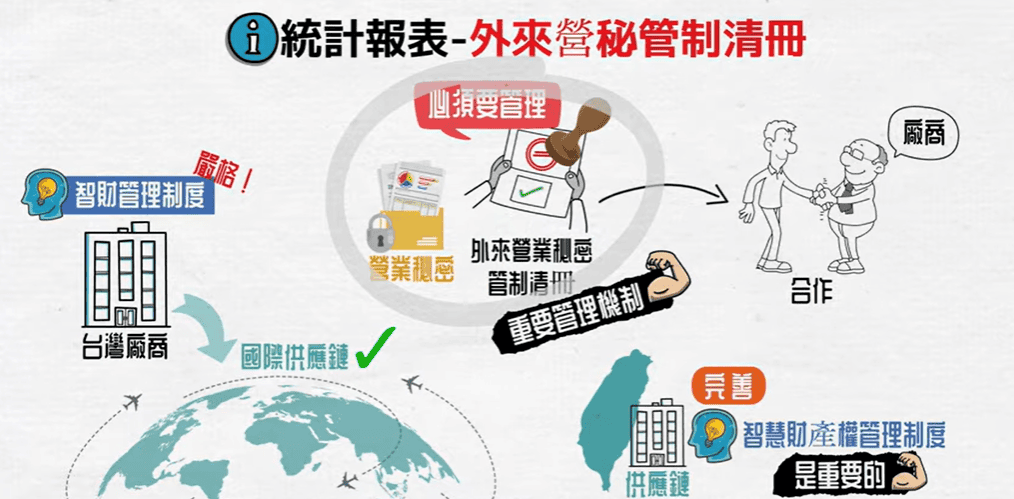 統計報表-外來營秘管制清冊
必須要管理
廠商
嚴格！
智財管理制度
營業秘密
外來營業秘密
管制清冊
重要管理機制
合作
台灣廠商
國際供應鏈
完善
智慧財產權管理制度
供應鏈
是重要的